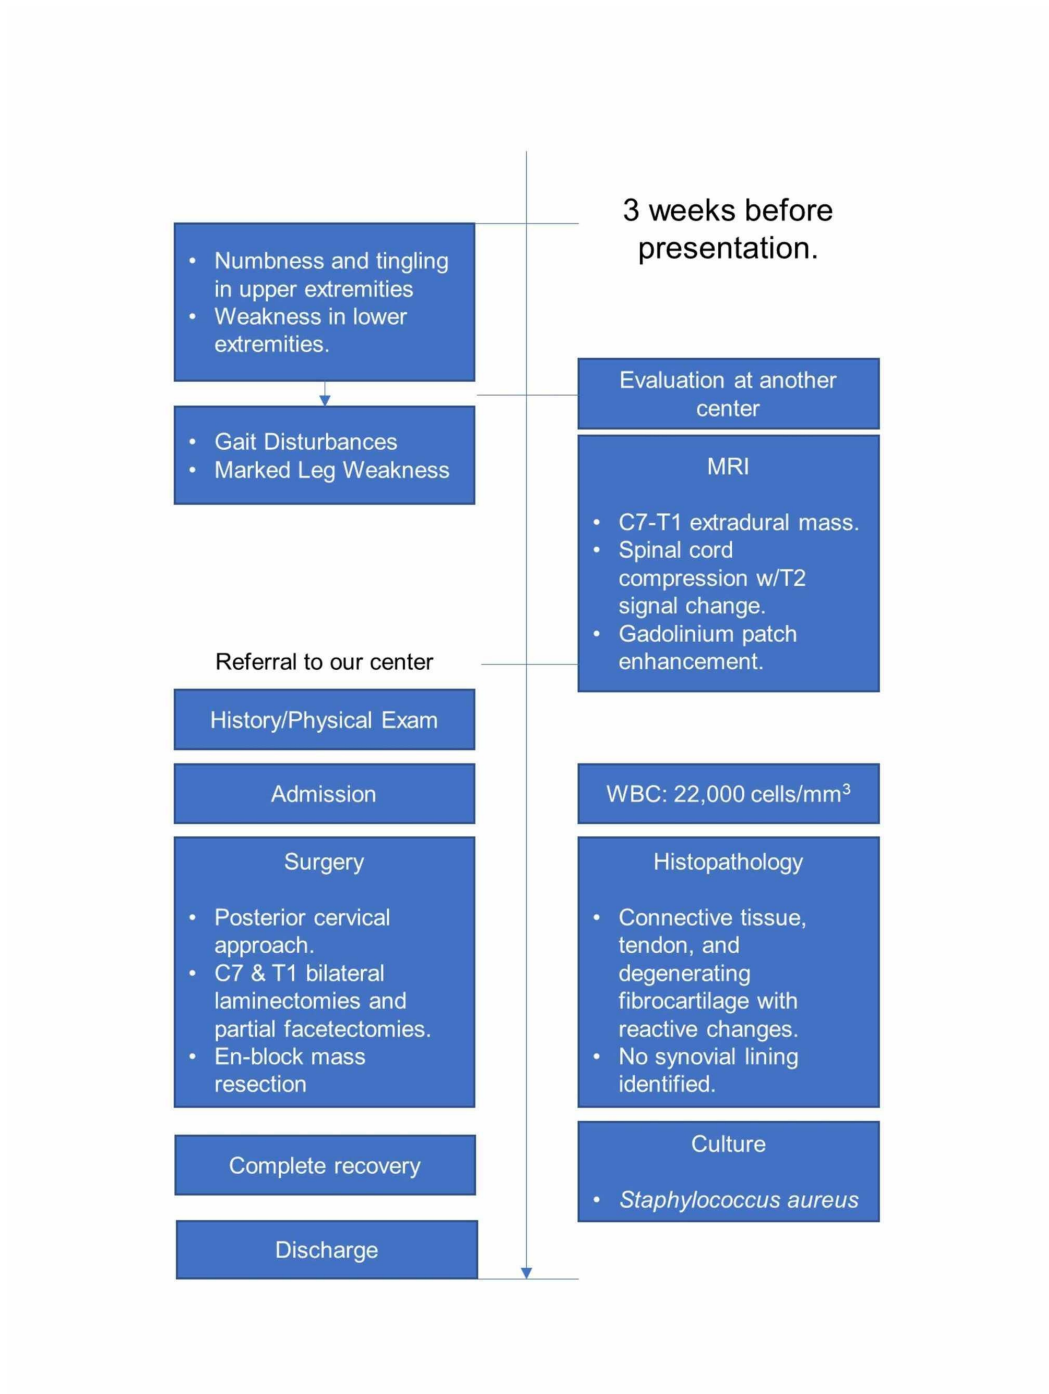 3 weeks before
presentation.
• Numbness and tingling
in upper extremities
• Weakness in lower
extremities.
Evaluation at another
center
• Gait Disturbances
• Marked Leg Weakness
MRI
• C7-T1 extradural mass.
• Spinal cord
compression w/T2
signal change.
• Gadolinium patch
enhancement.
Referral to our center
History/Physical Exam
Admission
WBC: 22,000 cells/mm³
Surgery
• Posterior cervical
approach.
• C7 & T1 bilateral
laminectomies and
partial facetectomies.
• En-block mass
resection
Histopathology
• Connective tissue,
tendon, and
degenerating
fibrocartilage with
reactive changes.
• No synovial lining
identified.
Complete recovery
Culture
• Staphylococcus aureus
Discharge